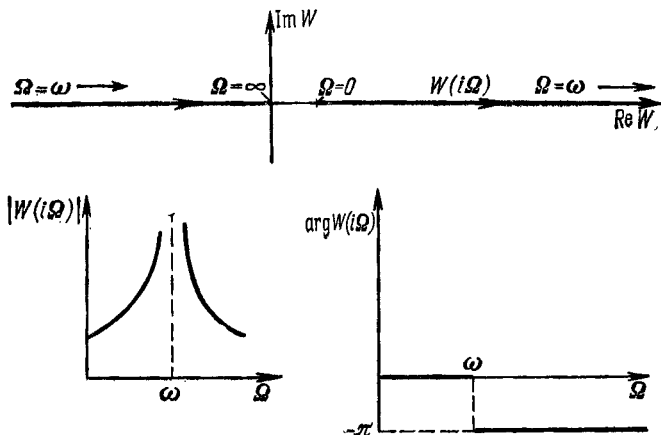 Im W
Ω=ω
Ω=∞
Ω=0
W(iΩ)
Ω=ω
Re W
|W(iΩ)|
ω
Ω
arg W(iΩ)
ω
Ω
-π